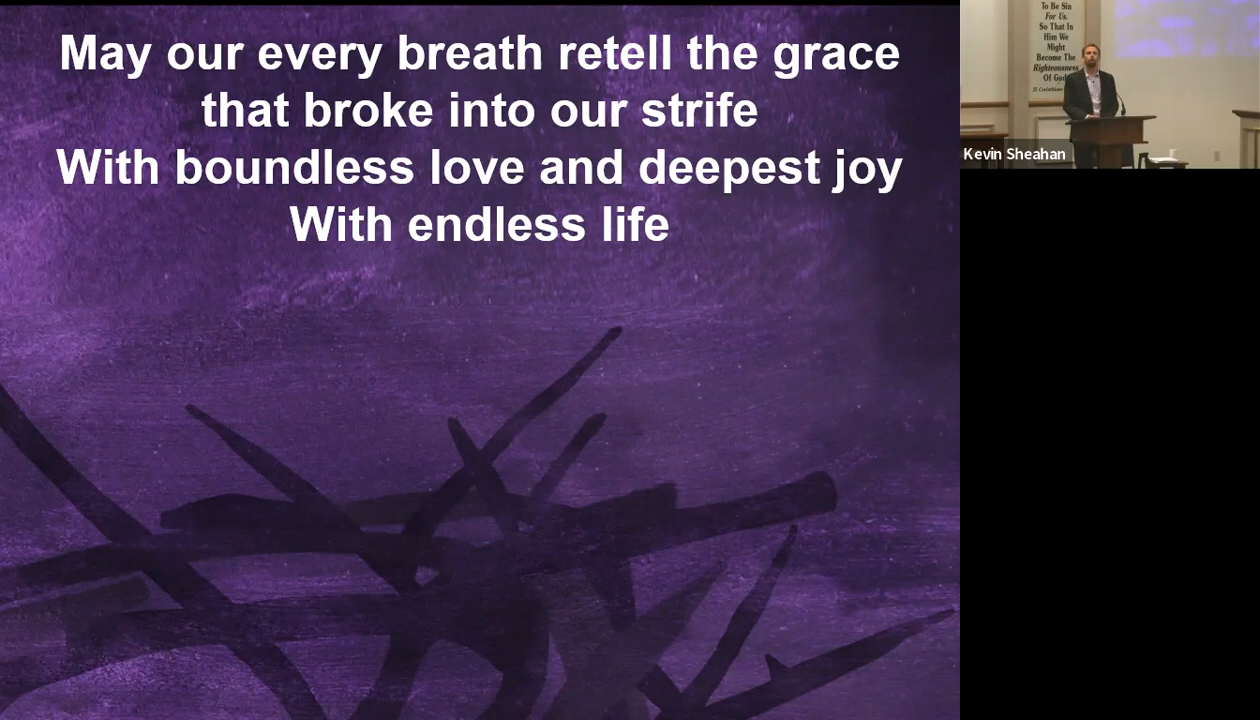 May our every breath retell the grace
that broke into our strife
With boundless love and deepest joy
With endless life
To Be Sin
For Us,
So That In
Him We
Might
Become The
Righteousness
Of God
Kevin Sheahan